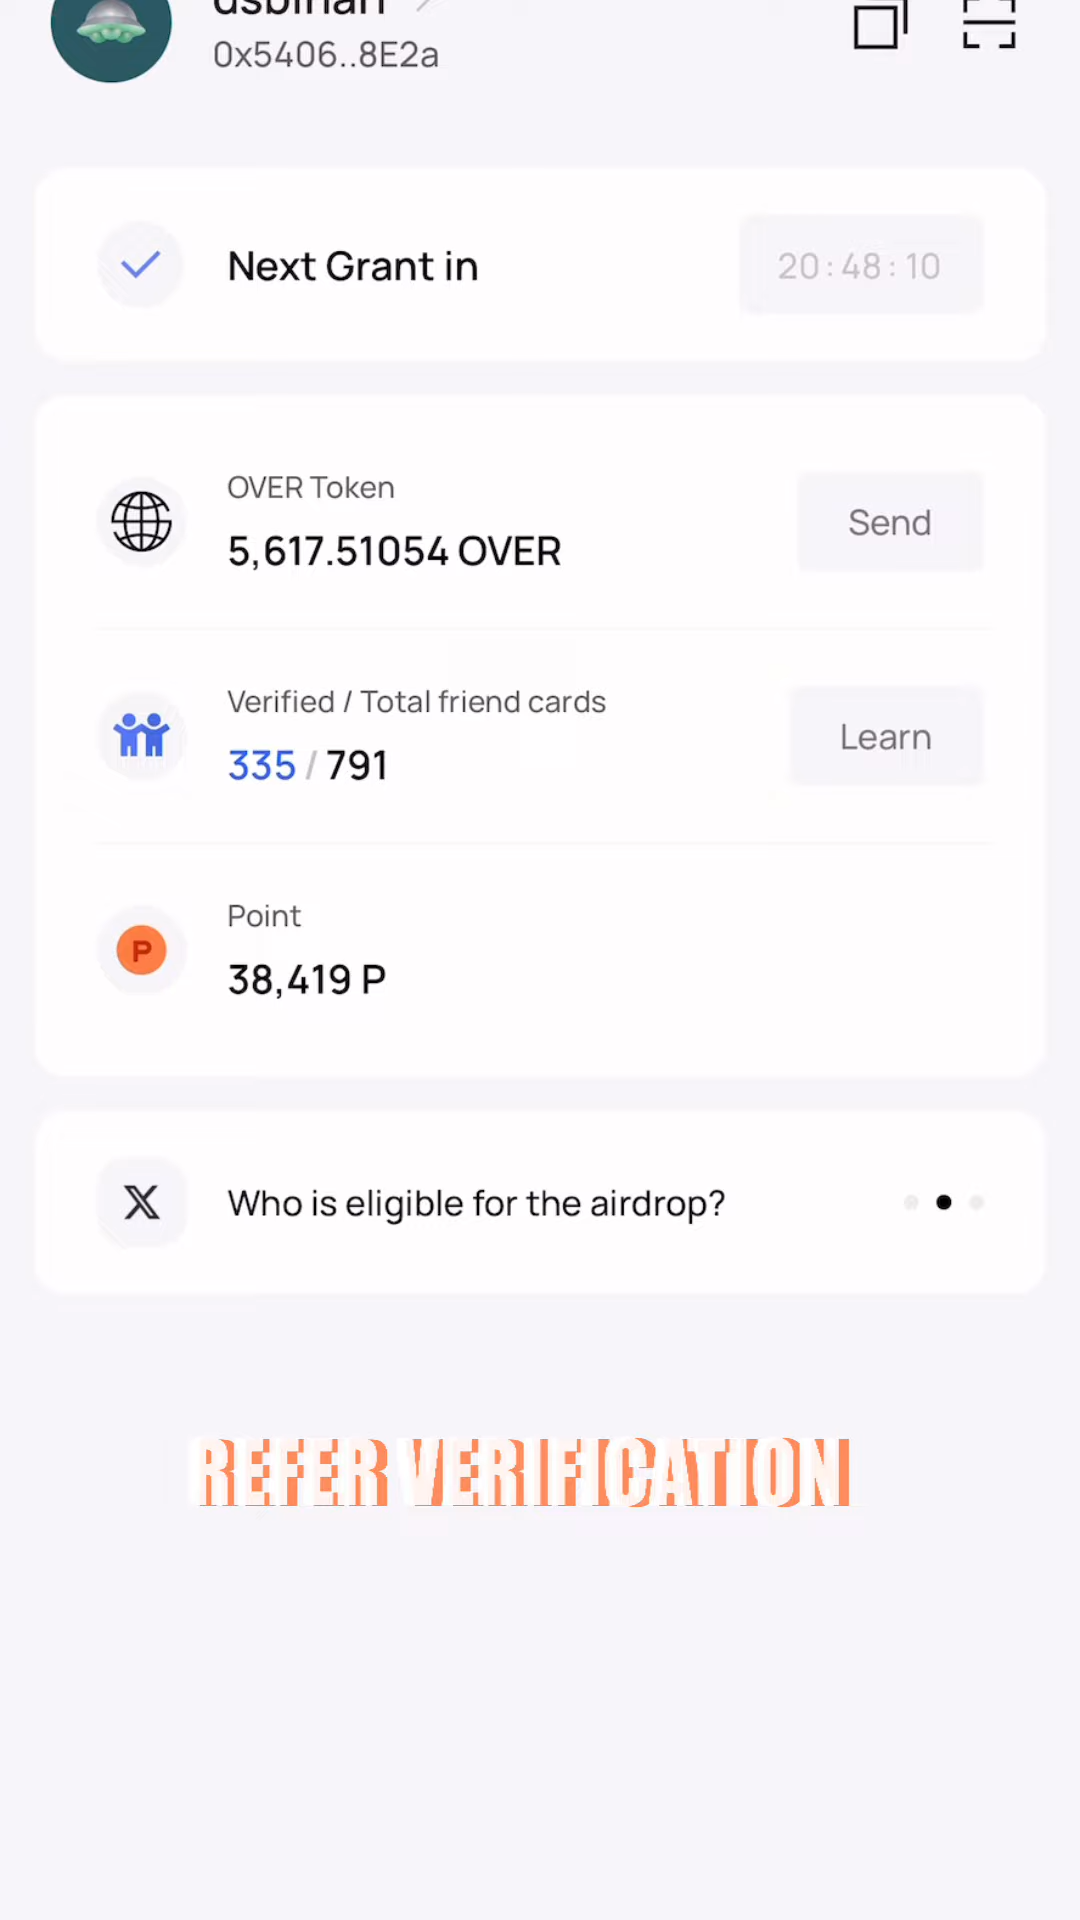 0x5406..8E2a
Next Grant in
20:48:10
OVER Token
5,617.51054 OVER
Send
Verified / Total friend cards
335 / 791
Learn
Point
P
38,419 P
X
Who is eligible for the airdrop?
REFER VERIFICATION